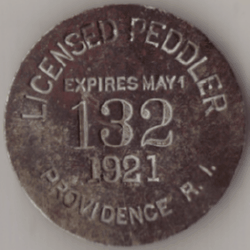 LICENSED PEDDLER
EXPIRES MAY 1
132
1921
PROVIDENCE R. I.